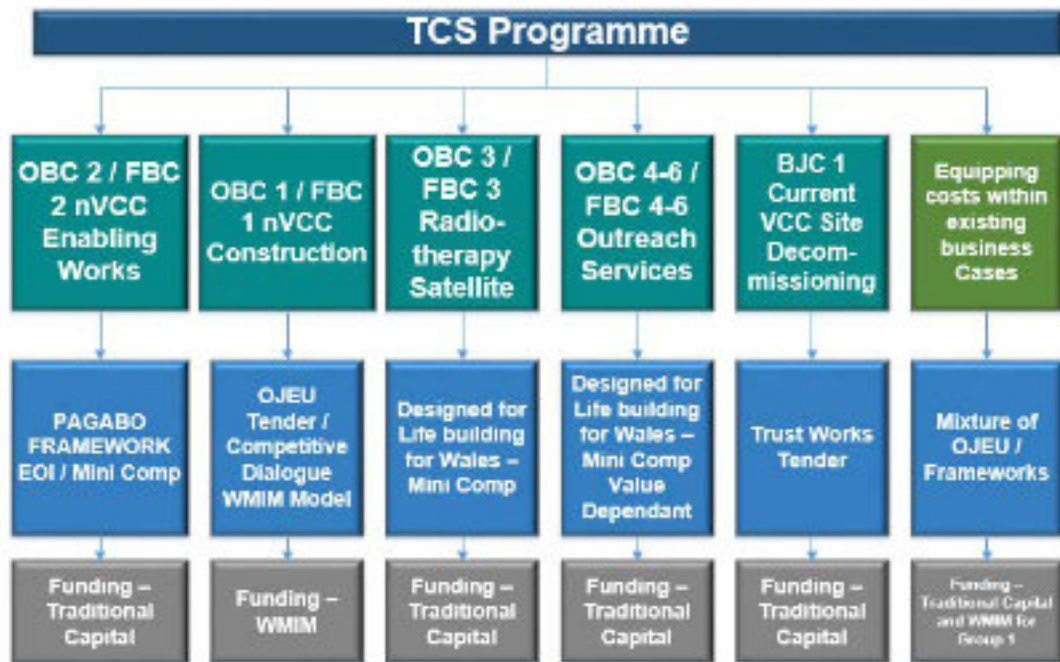 TCS Programme
OBC 2 / FBC
2 nVCC
Enabling
Works
OBC 1 / FBC
1 nVCC
Construction
OBC 3 /
FBC 3
Radio-
therapy
Satellite
OBC 4-6 /
FBC 4-6
Outreach
Services
BJC 1
Current
VCC Site
Decom-
missioning
Equipping
costs within
existing
business
Cases
PAGABO
FRAMEWORK
EOI / Mini Comp
OJEU
Tender /
Competitive
Dialogue
WMIM Model
Designed for
Life building
for Wales –
Mini Comp
Designed for
Life building
for Wales –
Mini Comp
Value
Dependant
Trust Works
Tender
Mixture of
OJEU /
Frameworks
Funding –
Traditional
Capital
Funding –
WMIM
Funding –
Traditional
Capital
Funding –
Traditional
Capital
Funding –
Traditional
Capital
Funding –
Traditional Capital
and WMIM for
Group 1